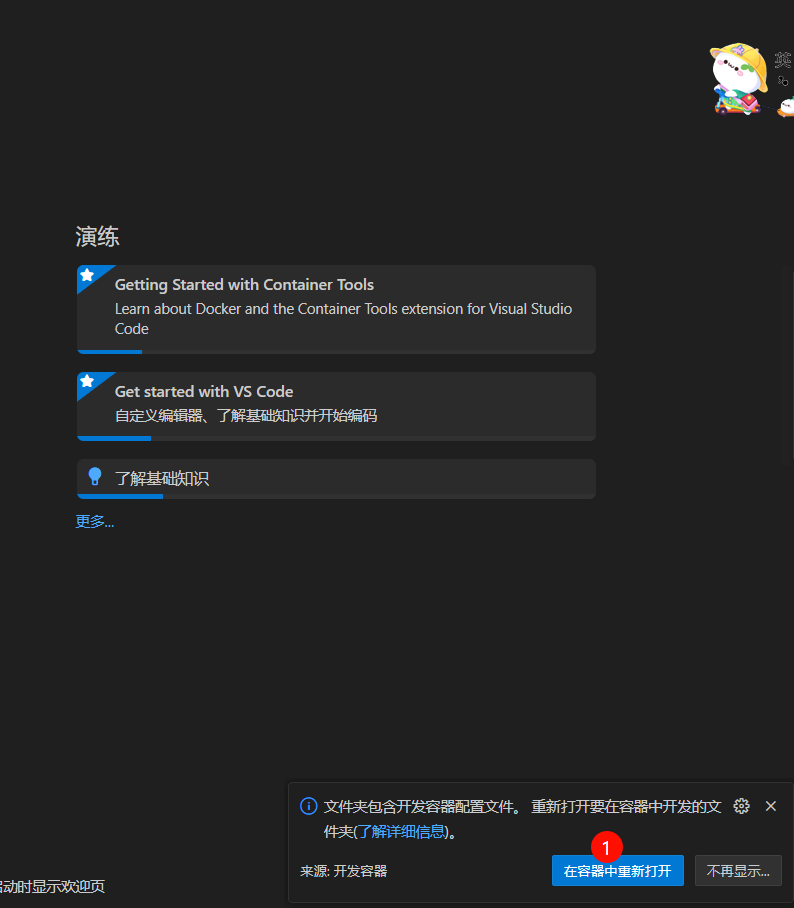 英
演练
Getting Started with Container Tools
Learn about Docker and the Container Tools extension for Visual Studio
Code
Get started with VS Code
自定义编辑器、了解基础知识并开始编码
了解基础知识
更多...
文件夹包含开发容器配置文件。 重新打开要在容器中开发的文
件夹(了解详细信息)。
1
来源: 开发容器
在容器中重新打开
不再显示...
动时显示欢迎页